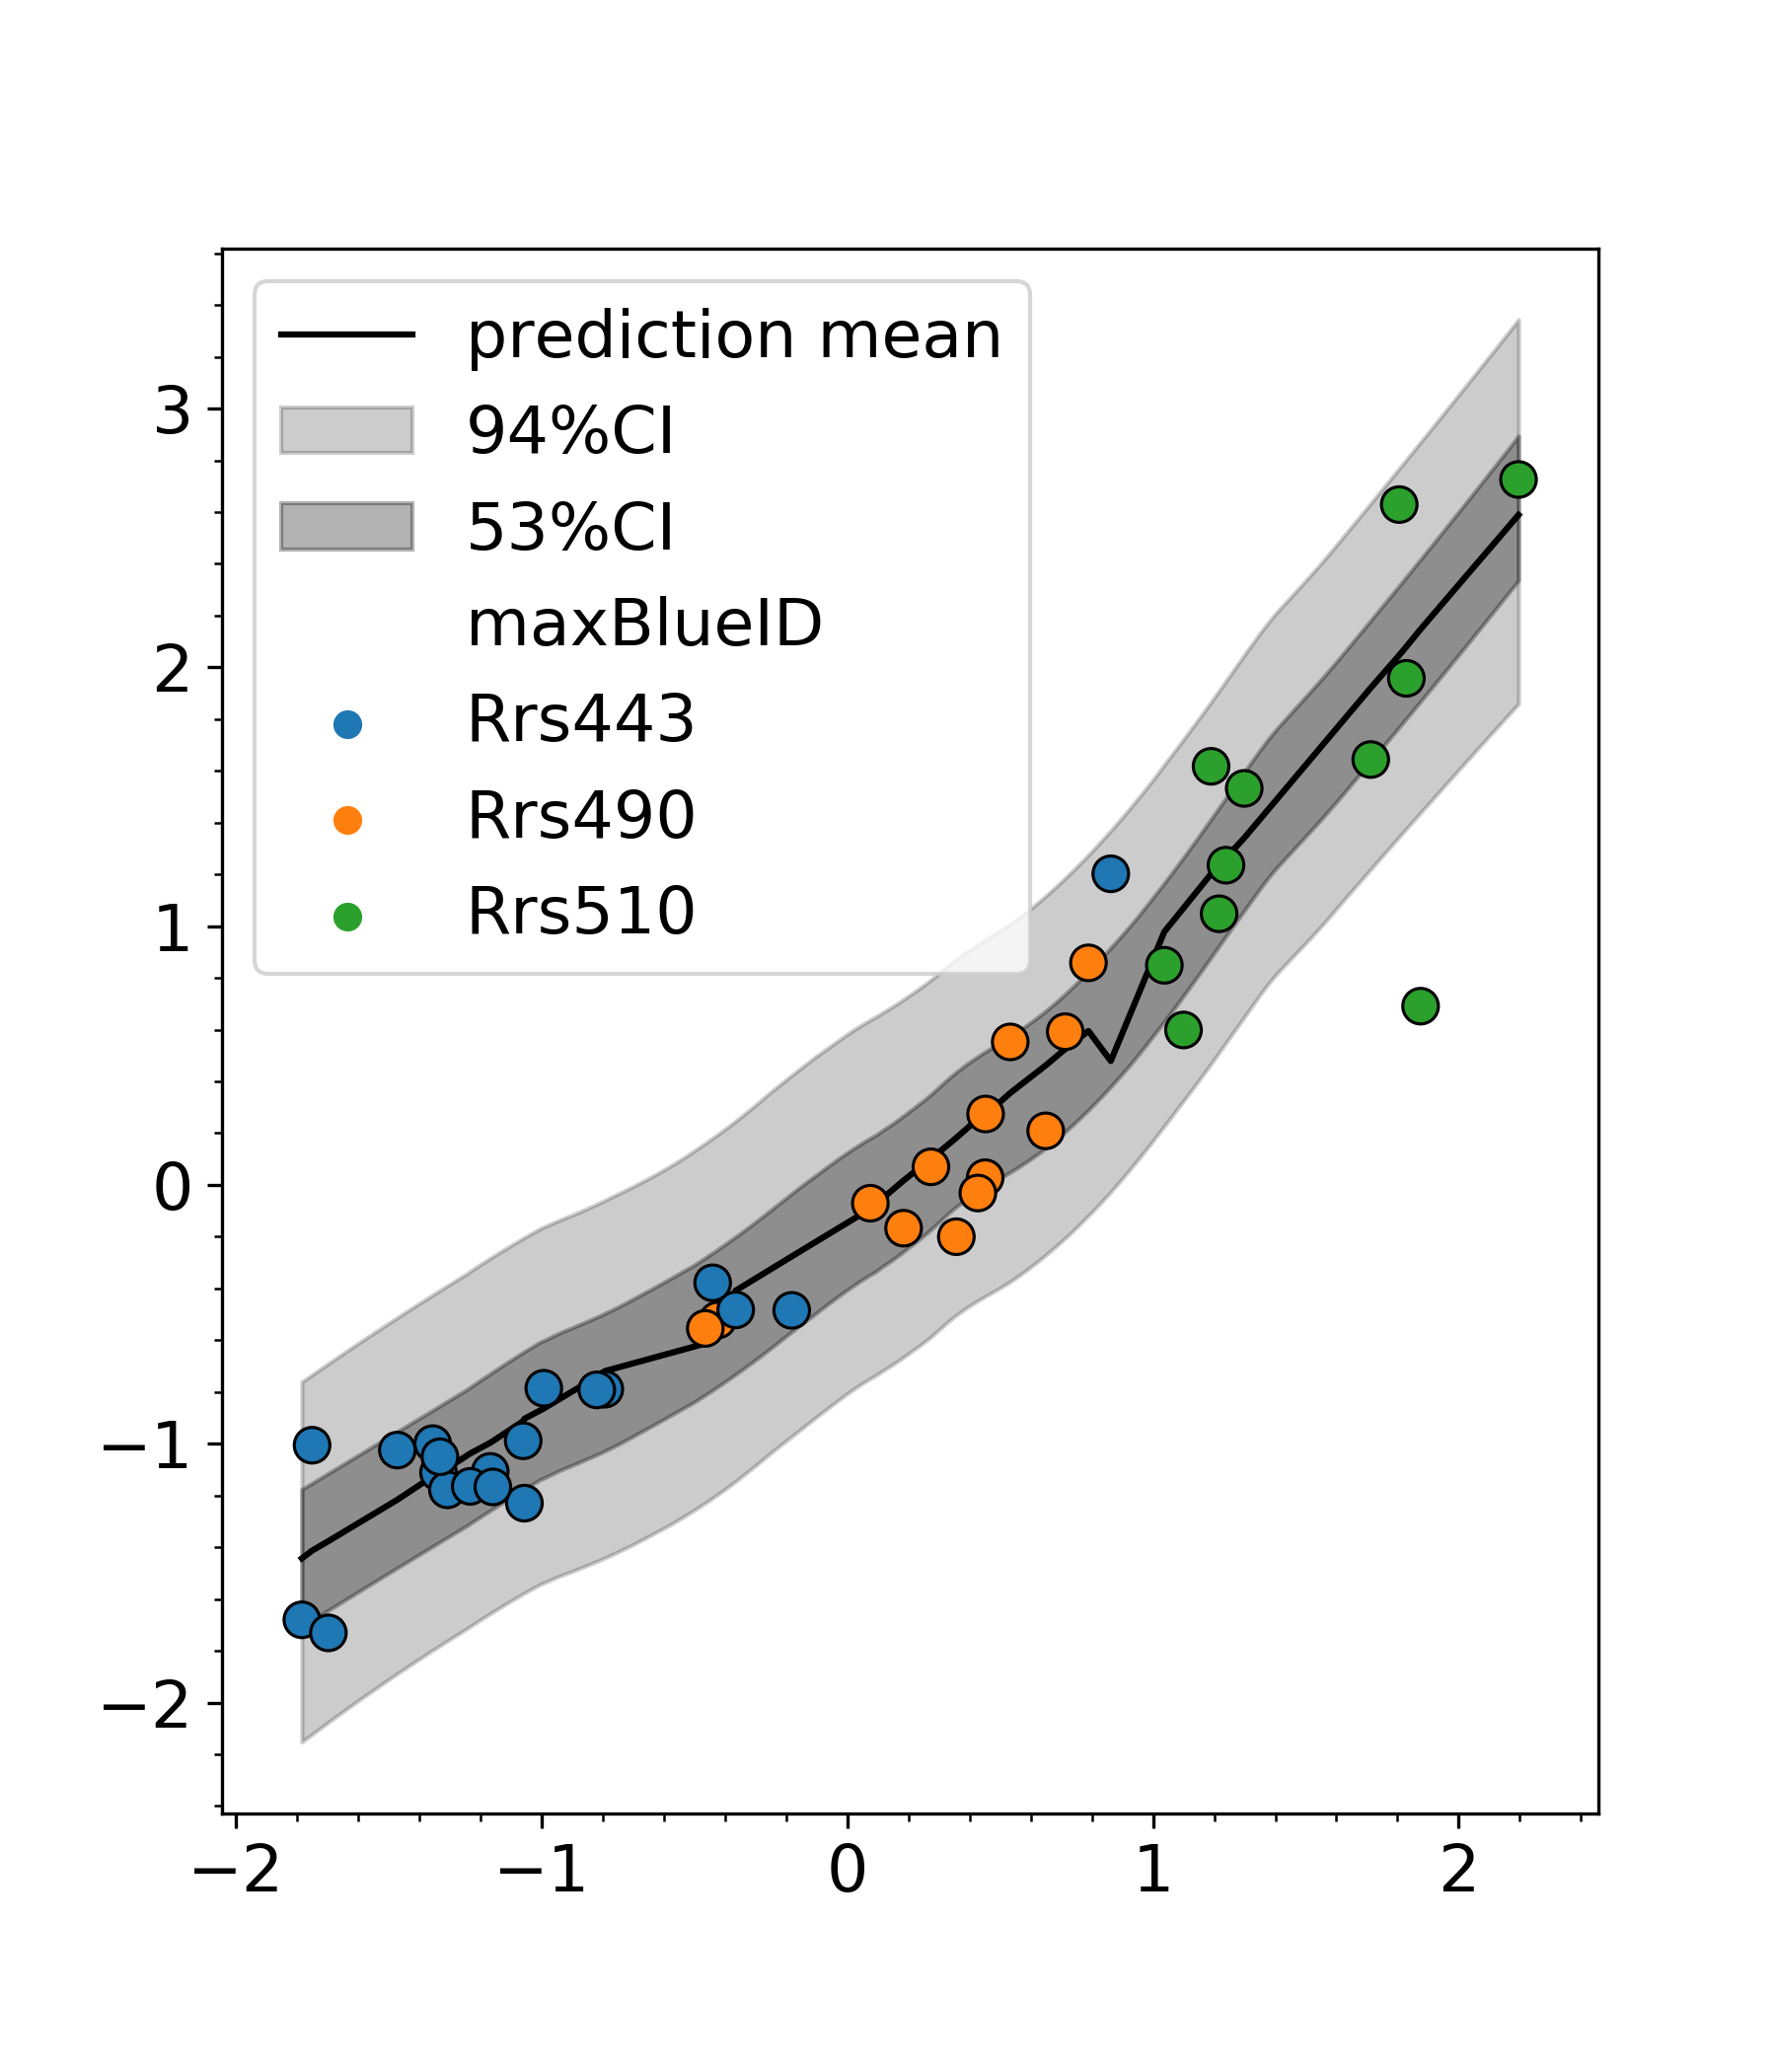 prediction mean
94%CI
53%CI
maxBlueID
Rrs443
Rrs490
Rrs510
3
2
1
0
−1
−2
−2 −1 0 1 2